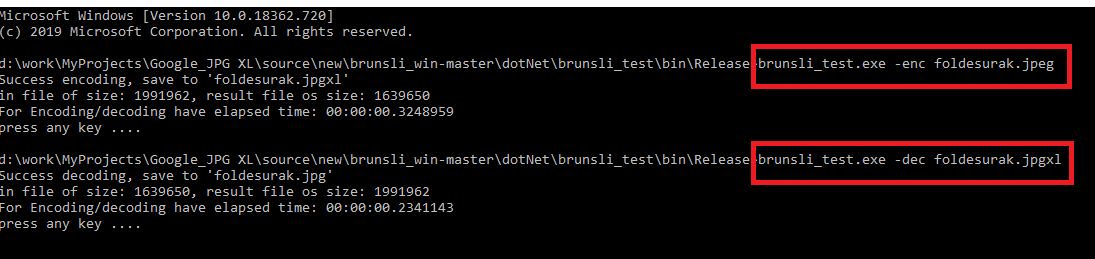 Microsoft Windows [Version 10.0.18362.720]
(c) 2019 Microsoft Corporation. All rights reserved.
d:\work\MyProjects\Google_JPG XL\source\new\brunsli_win-master\dotNet\brunsli_test\bin\Release>brunsli_test.exe -enc foldesurak.jpeg
Success encoding, save to 'foldesurak.jpgxl'
in file of size: 1991962, result file os size: 1639650
For Encoding/decoding have elapsed time: 00:00:00.3248959
press any key ....
d:\work\MyProjects\Google_JPG XL\source\new\brunsli_win-master\dotNet\brunsli_test\bin\Release>brunsli_test.exe -dec foldesurak.jpgxl
Success decoding, save to 'foldesurak.jpg'
in file of size: 1639650, result file os size: 1991962
For Encoding/decoding have elapsed time: 00:00:00.2341143
press any key ....